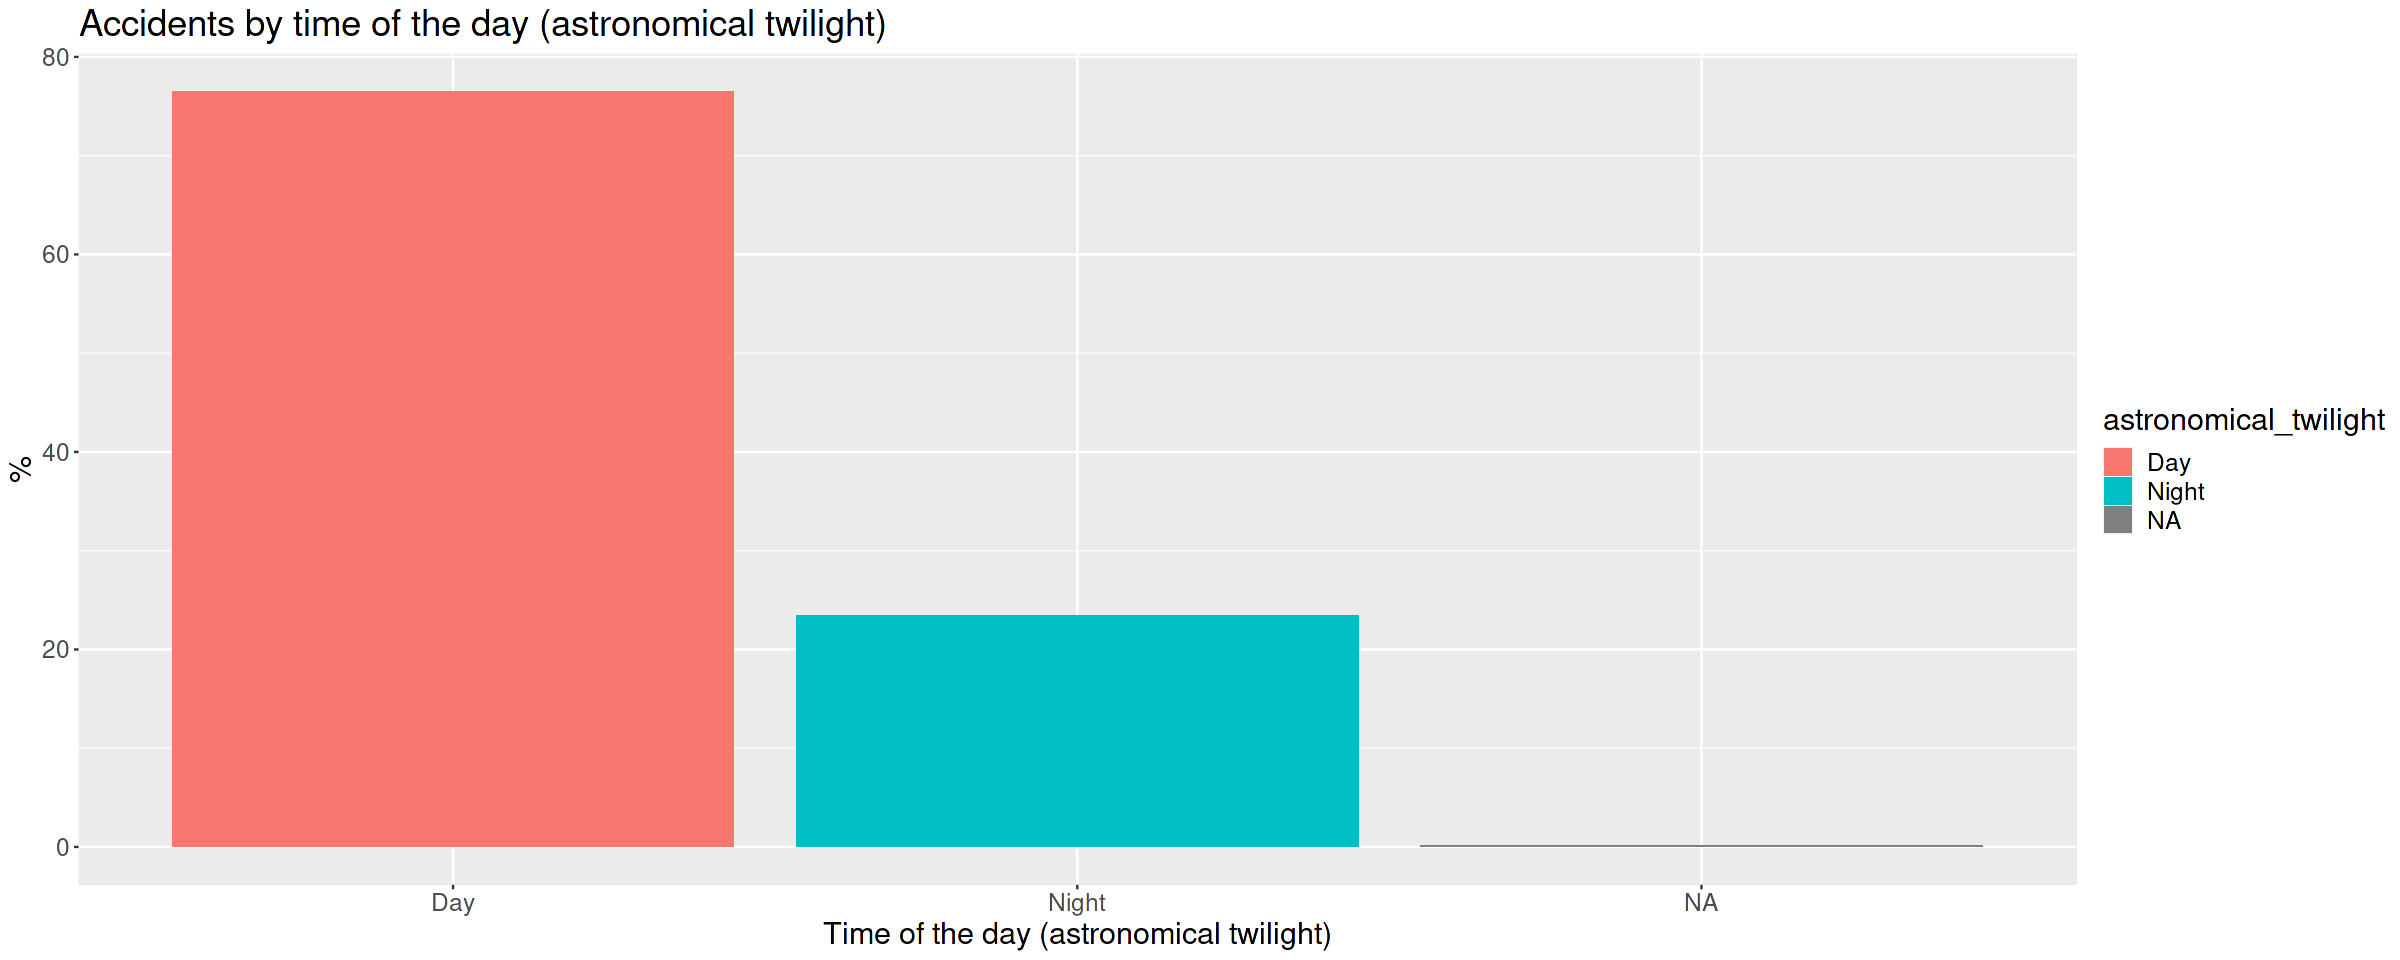 Accidents by time of the day (astronomical twilight)
80
60
40
20
0
%
Day
Night
NA
Time of the day (astronomical twilight)
astronomical_twilight
Day
Night
NA